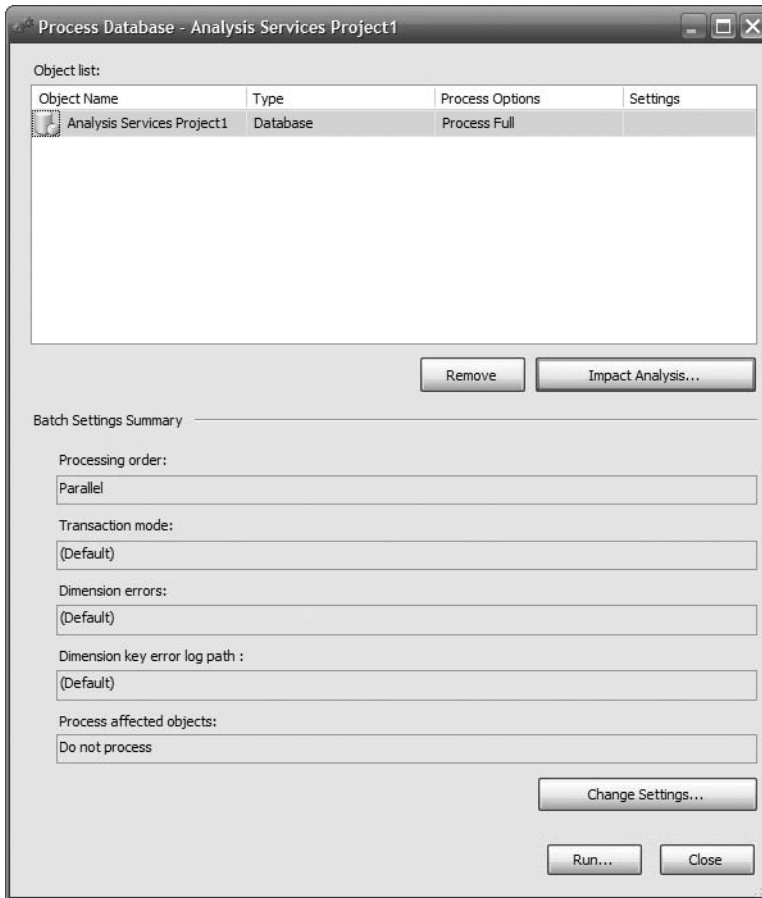 Process Database - Analysis Services Project1
Object list:
Object Name Type Process Options Settings
Analysis Services Project1 Database Process Full
Remove Impact Analysis...
Batch Settings Summary
Processing order:
Parallel
Transaction mode:
(Default)
Dimension errors:
(Default)
Dimension key error log path :
(Default)
Process affected objects:
Do not process
Change Settings...
Run... Close